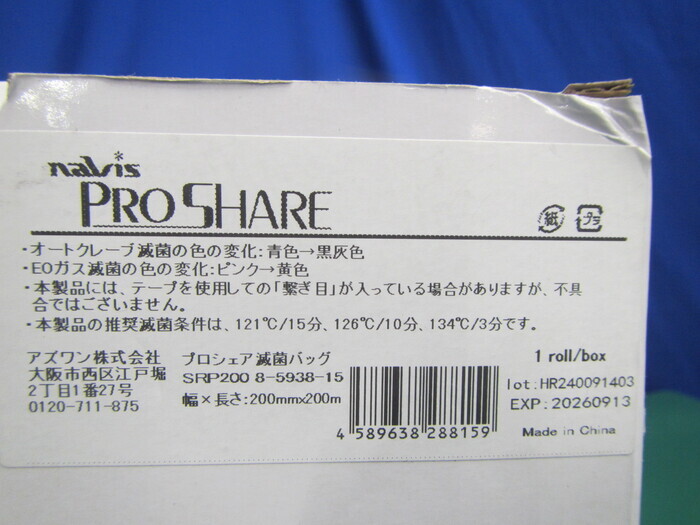 navis
PRO SHARE
紙 プラ
・オートクレーブ滅菌の色の変化:青色→黒灰色
・EOガス滅菌の色の変化:ピンク→黄色
・本製品には、テープを使用しての「繋ぎ目」が入っている場合がありますが、不具
合ではございません。
・本製品の推奨滅菌条件は、121℃/15分、126℃/10分、134℃/3分です。
アズワン株式会社 プロシェア滅菌バッグ 1 roll/box
大阪市西区江戸堀 SRP200 8-5938-15 lot:HR240091403
2丁目1番27号 幅×長さ:200mmx200m EXP:20260913
0120-711-875
4 589638 288159 Made in China